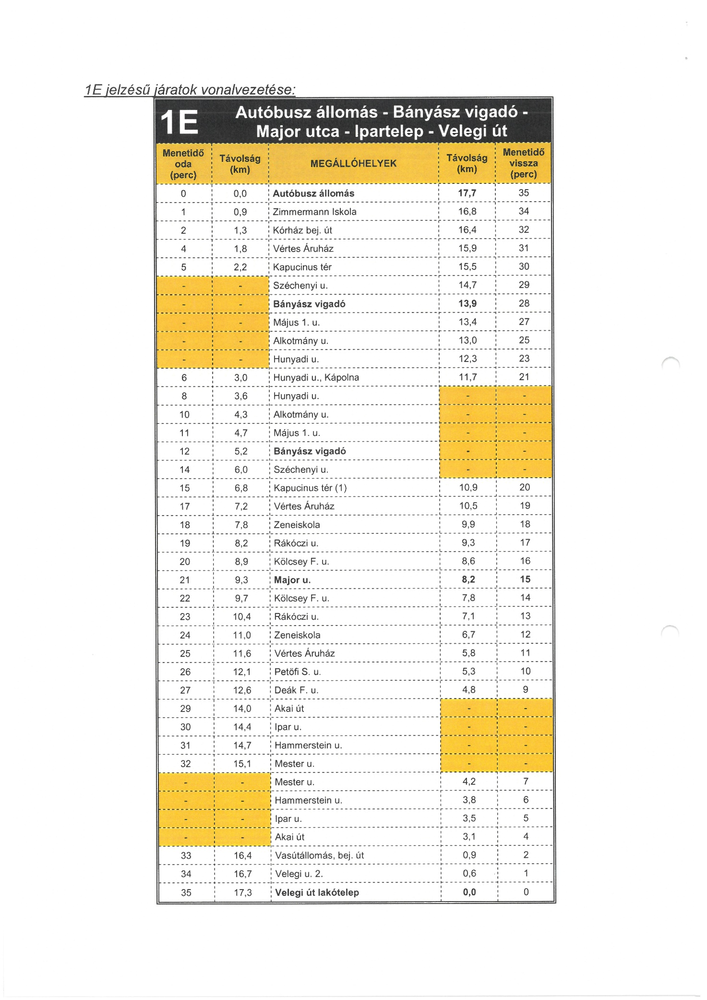 1E jelzésű járatok vonalvezetése:
1E Autóbusz állomás - Bányász vigadó -
Major utca - Ipartelep - Velegi út
Menetidő oda (perc) Távolság (km) MEGÁLLÓHELYEK Távolság (km) Menetidő vissza (perc)
0 0,0 Autóbusz állomás 17,7 35
1 0,9 Zimmermann Iskola 16,8 34
2 1,3 Kórház bej. út 16,4 32
4 1,8 Vértes Áruház 15,9 31
5 2,2 Kapucinus tér 15,5 30
- - Széchenyi u. 14,7 29
- - Bányász vigadó 13,9 28
- - Május 1. u. 13,4 27
- - Alkotmány u. 13,0 25
- - Hunyadi u. 12,3 23
6 3,0 Hunyadi u., Kápolna 11,7 21
8 3,6 Hunyadi u. - -
10 4,3 Alkotmány u. - -
11 4,7 Május 1. u. - -
12 5,2 Bányász vigadó - -
14 6,0 Széchenyi u. - -
15 6,8 Kapucinus tér (1) 10,9 20
17 7,2 Vértes Áruház 10,5 19
18 7,8 Zeneiskola 9,9 18
19 8,2 Rákóczi u. 9,3 17
20 8,9 Kölcsey F. u. 8,6 16
21 9,3 Major u. 8,2 15
22 9,7 Kölcsey F. u. 7,8 14
23 10,4 Rákóczi u. 7,1 13
24 11,0 Zeneiskola 6,7 12
25 11,6 Vértes Áruház 5,8 11
26 12,1 Petőfi S. u. 5,3 10
27 12,6 Deák F. u. 4,8 9
29 14,0 Akai út - -
30 14,4 Ipar u. - -
31 14,7 Hammerstein u. - -
32 15,1 Mester u. - -
- - Mester u. 4,2 7
- - Hammerstein u. 3,8 6
- - Ipar u. 3,5 5
- - Akai út 3,1 4
33 16,4 Vasútállomás, bej. út 0,9 2
34 16,7 Velegi u. 2. 0,6 1
35 17,3 Velegi út lakótelep 0,0 0